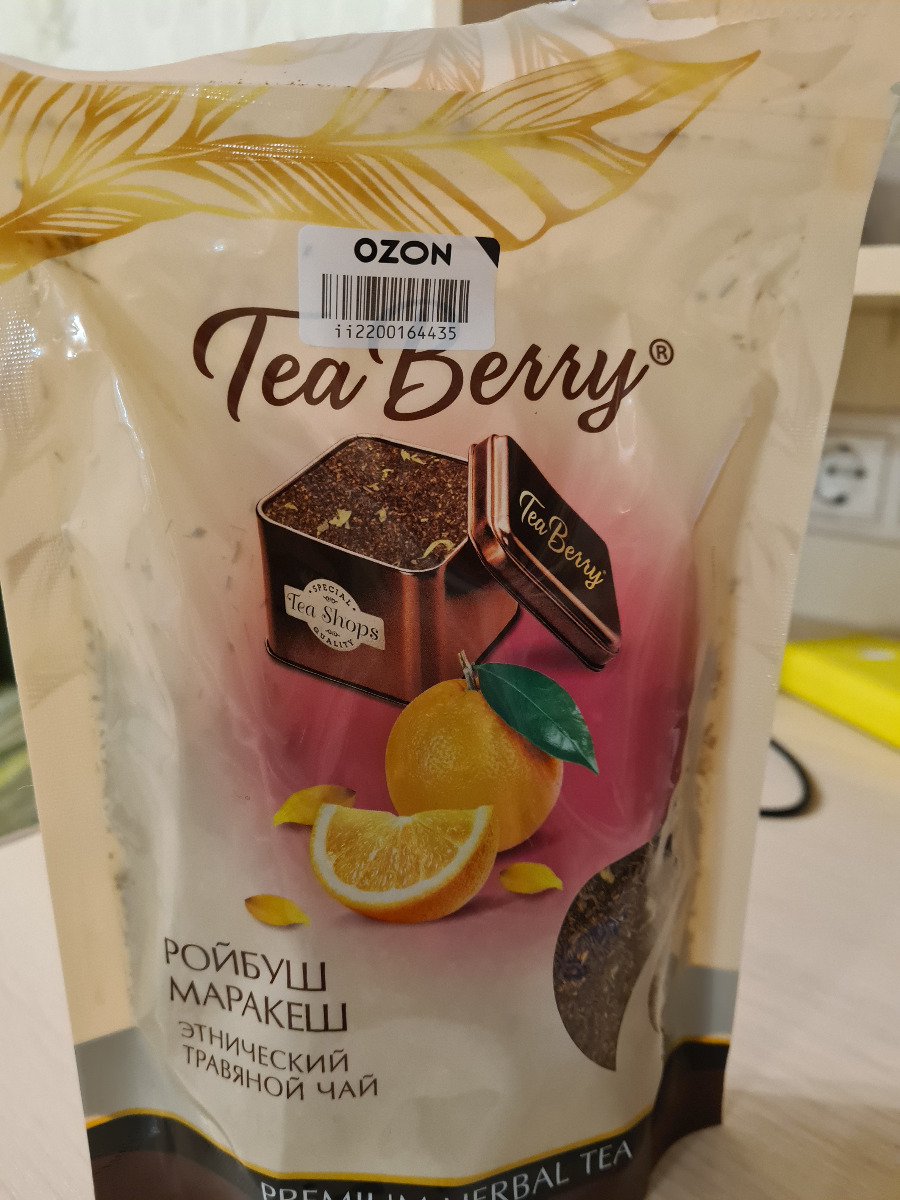 OZON
ii2200164435
Tea Berry®
Tea Berry
SPECIAL
Tea Shops
QUALITY
РОЙБУШ
МАРАКЕШ
ЭТНИЧЕСКИЙ
ТРАВЯНОЙ ЧАЙ
PREMIUM HERBAL TEA